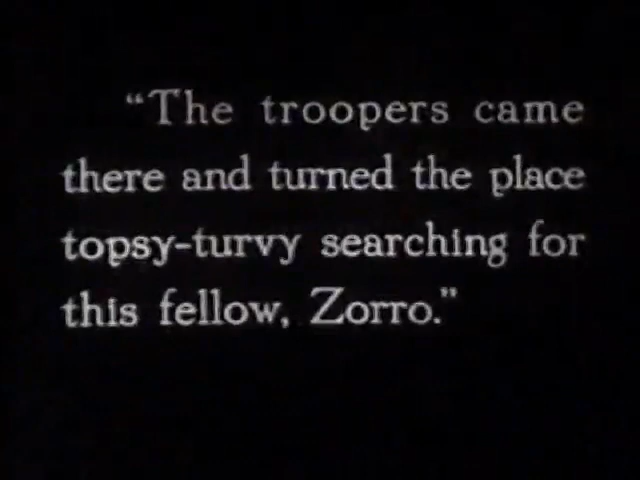 “The troopers came
there and turned the place
topsy-turvy searching for
this fellow, Zorro.”